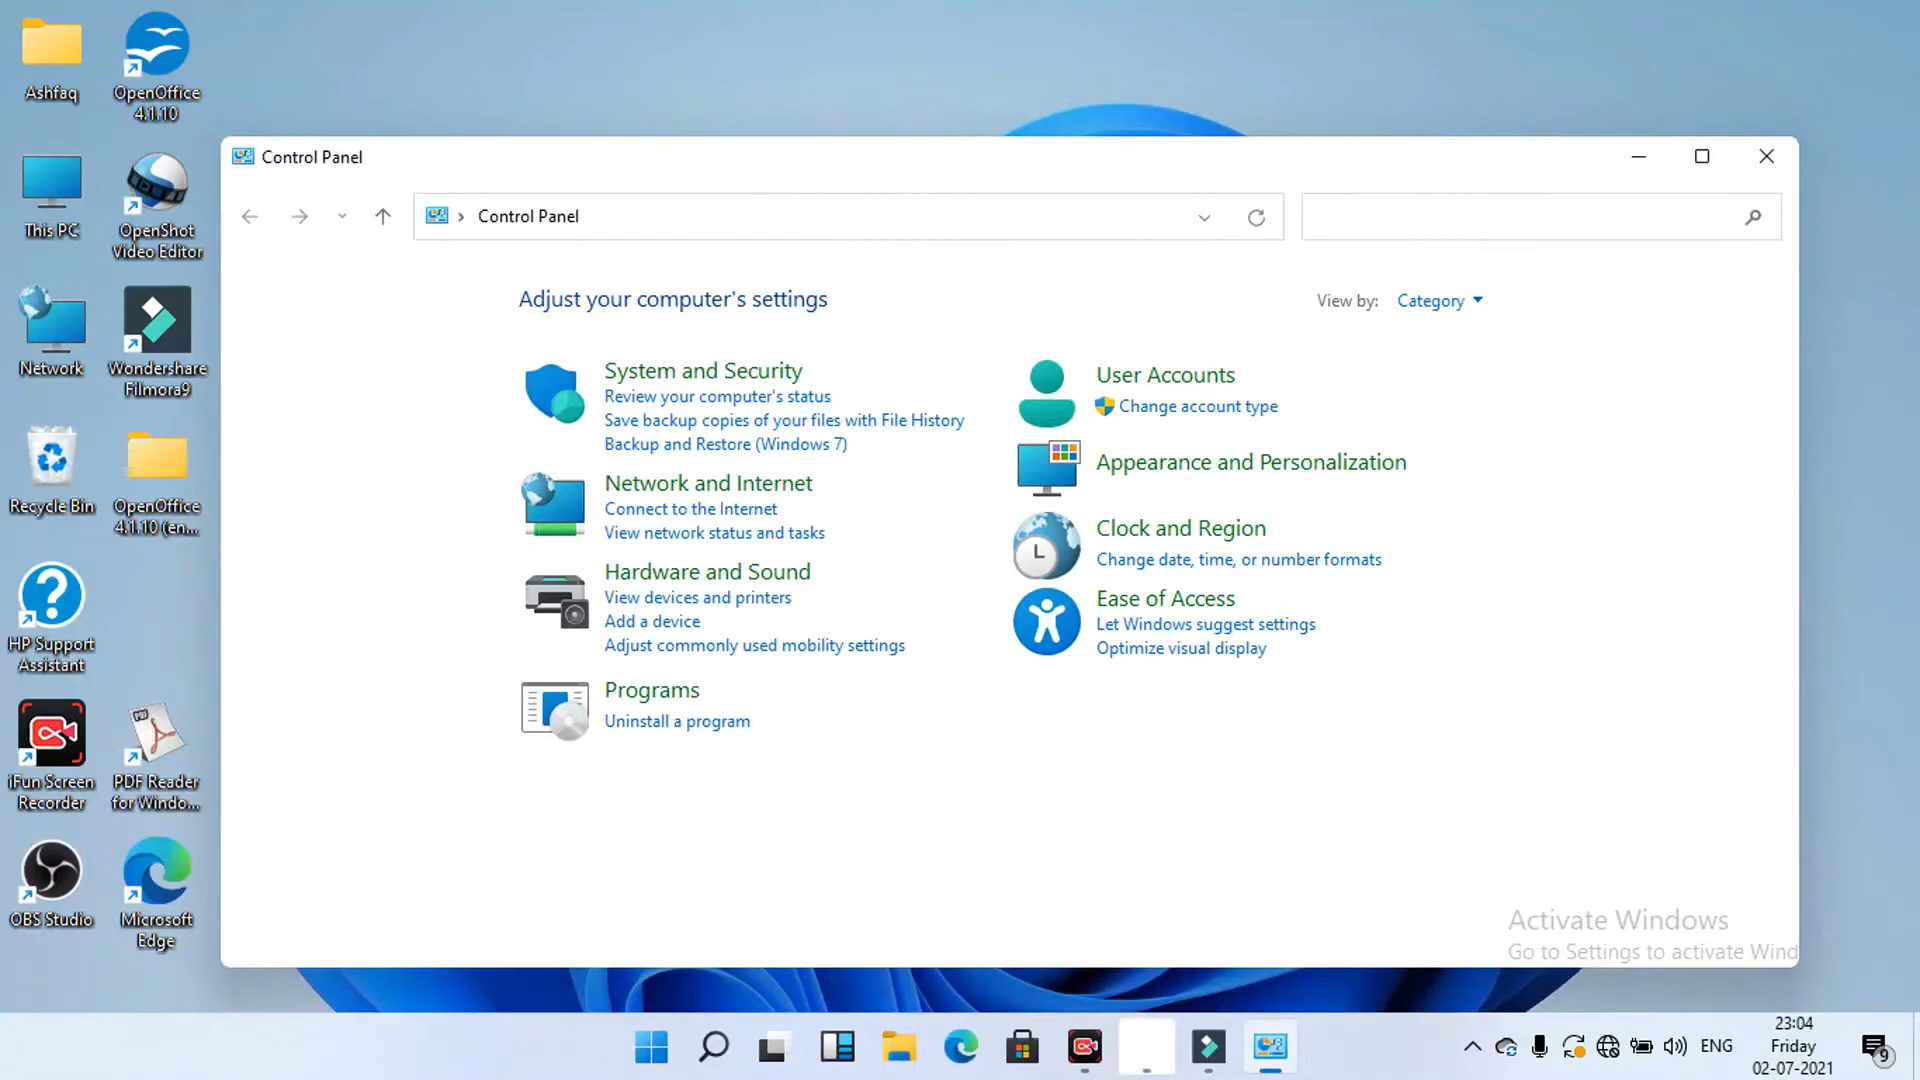 Ashfaq
OpenOffice
4.1.10
This PC
OpenShot
Video Editor
Network
Wondershare
Filmora9
Recycle Bin
OpenOffice
4.1.10 (en...
HP Support
Assistant
iFun Screen
Recorder
PDF Reader
for Windo...
OBS Studio
Microsoft
Edge
Control Panel
Control Panel
Adjust your computer's settings
View by: Category
System and Security
Review your computer's status
Save backup copies of your files with File History
Backup and Restore (Windows 7)
Network and Internet
Connect to the Internet
View network status and tasks
Hardware and Sound
View devices and printers
Add a device
Adjust commonly used mobility settings
Programs
Uninstall a program
User Accounts
Change account type
Appearance and Personalization
Clock and Region
Change date, time, or number formats
Ease of Access
Let Windows suggest settings
Optimize visual display
Activate Windows
Go to Settings to activate Wind
ENG
23:04
Friday
02-07-2021
9